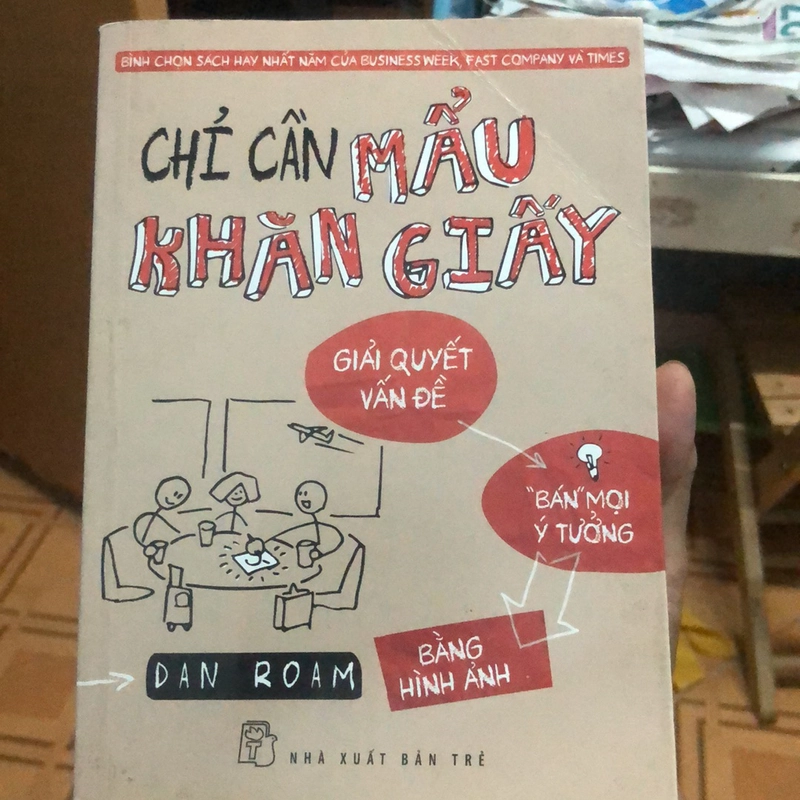 BÌNH CHỌN SÁCH HAY NHẤT NĂM CỦA BUSINESS WEEK, FAST COMPANY VÀ TIMES
CHỈ CẦN MẨU
KHĂN GIẤY
GIẢI QUYẾT
VẤN ĐỀ
"BÁN" MỌI
Ý TƯỞNG
BẰNG
HÌNH ẢNH
DAN ROAM
NHÀ XUẤT BẢN TRẺ